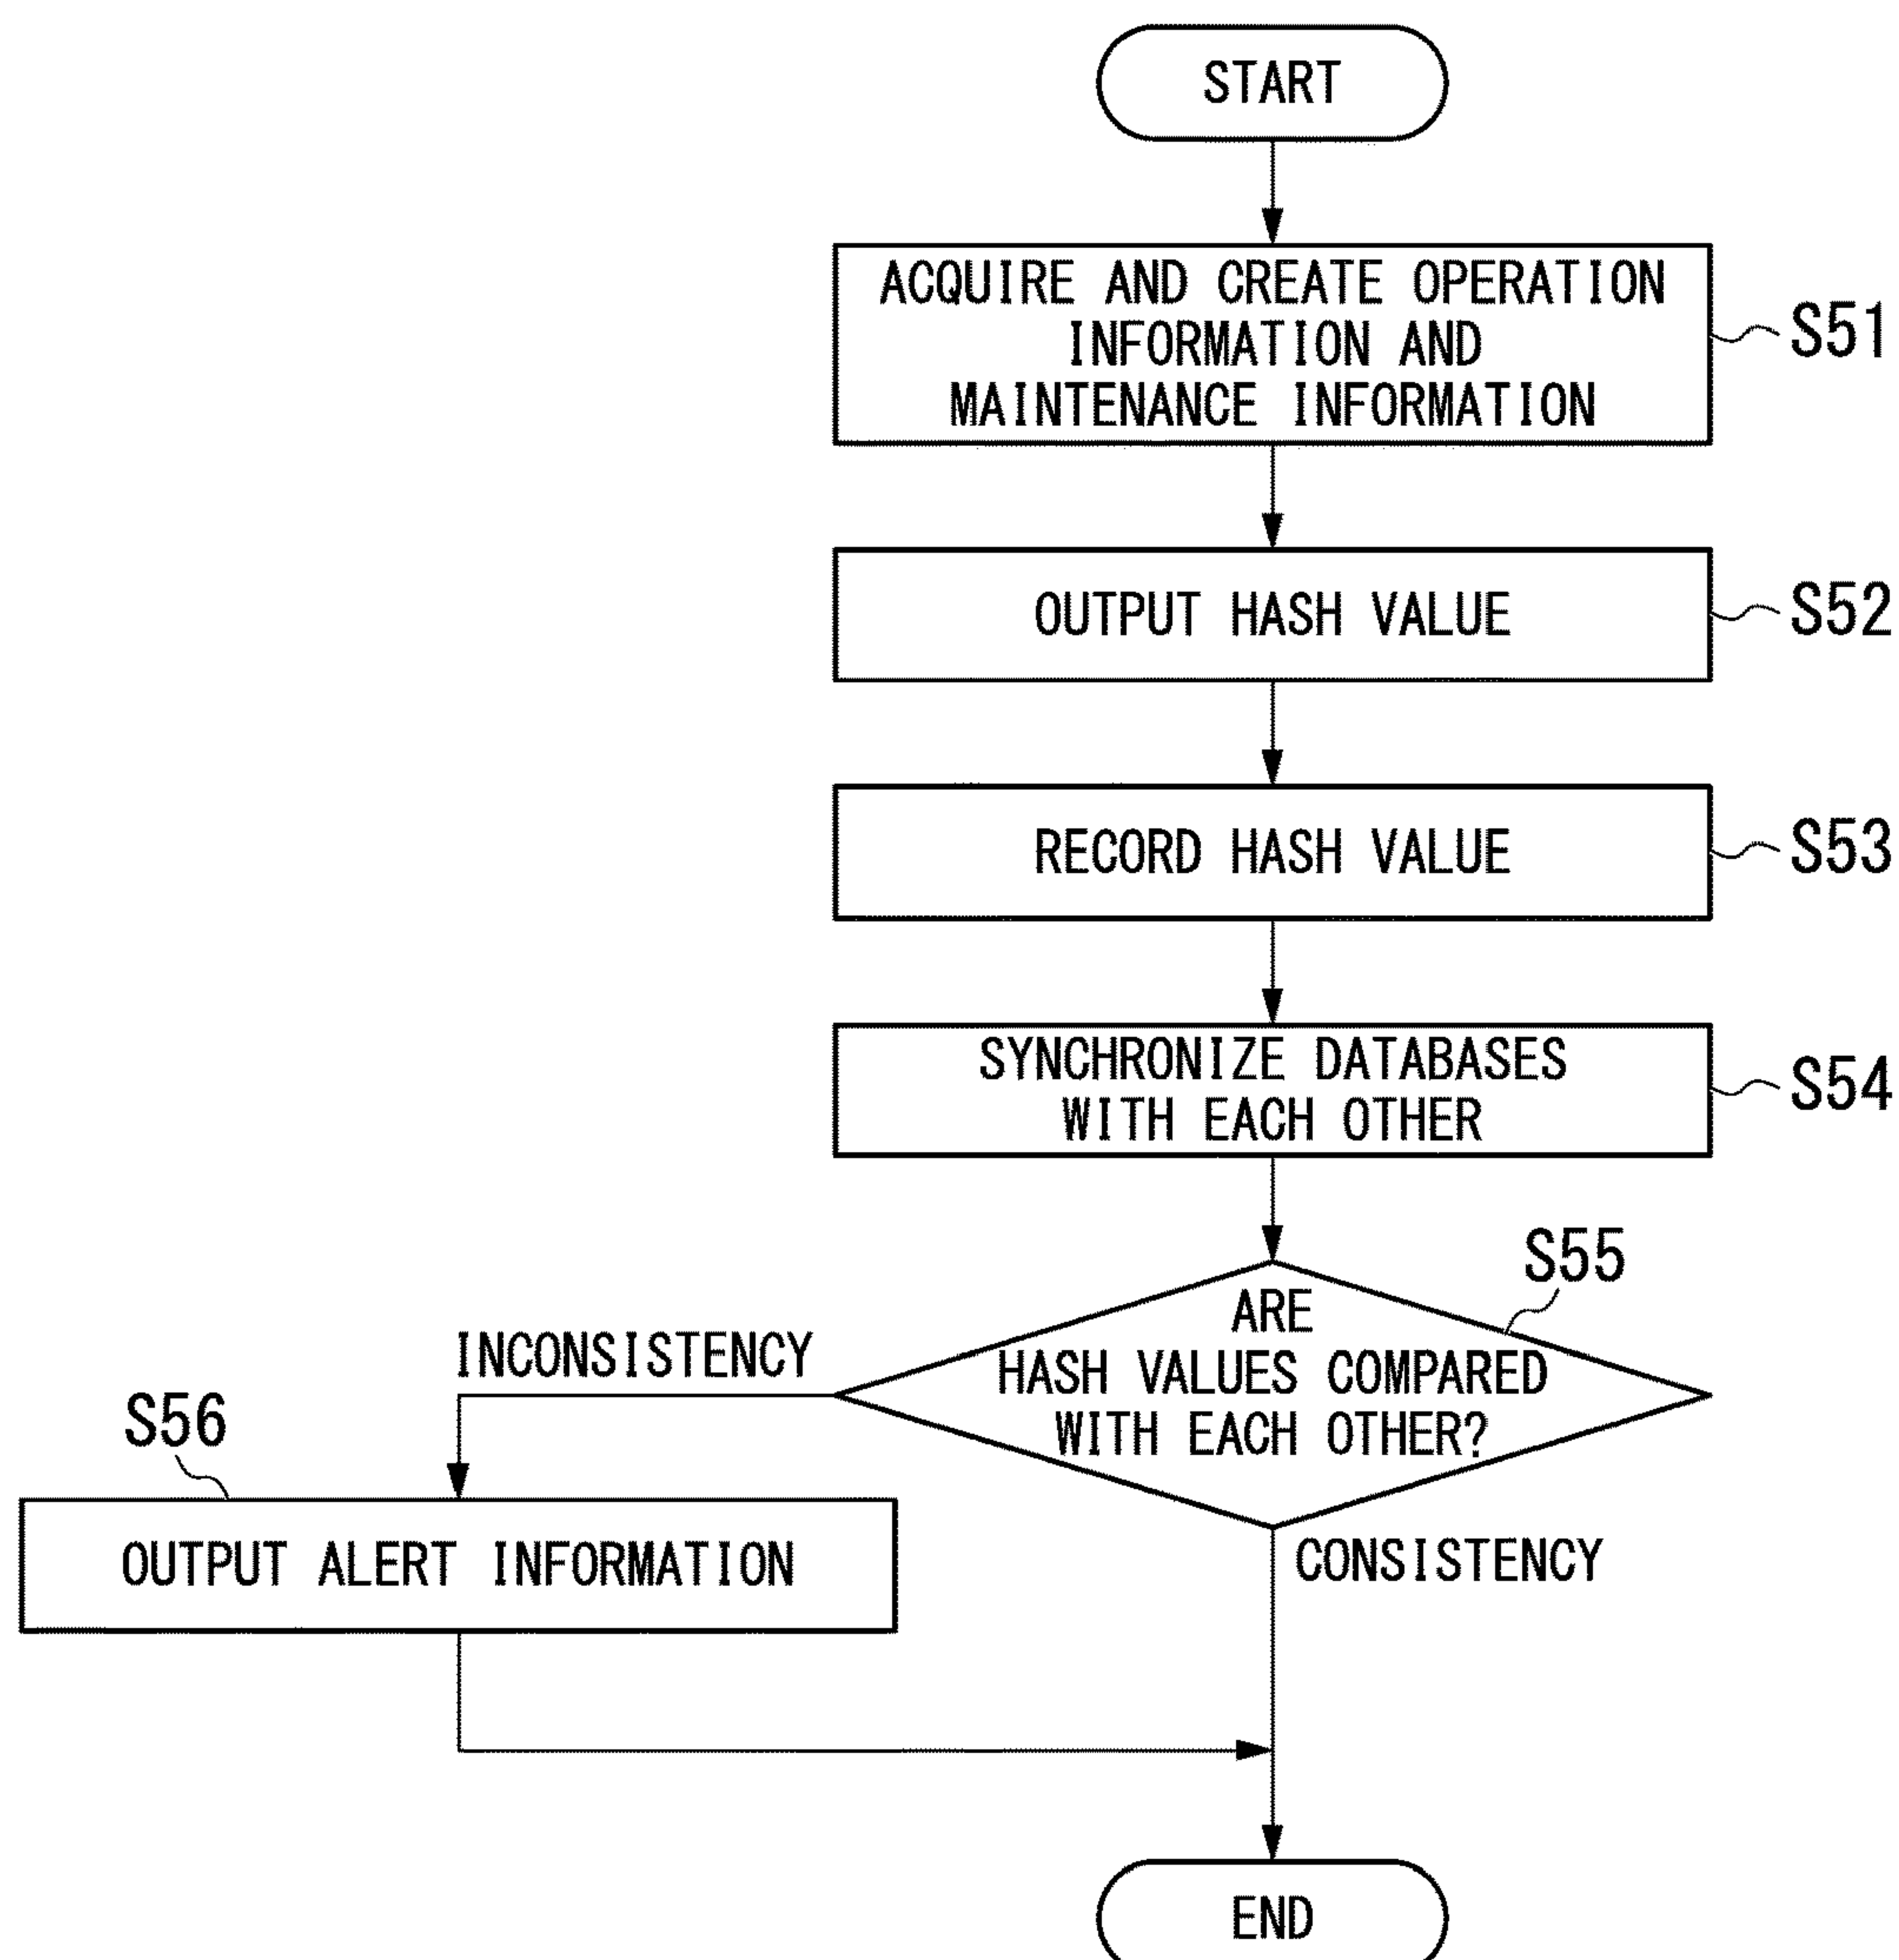 START
ACQUIRE AND CREATE OPERATION
INFORMATION AND
MAINTENANCE INFORMATION
S51
OUTPUT HASH VALUE
S52
RECORD HASH VALUE
S53
SYNCHRONIZE DATABASES
WITH EACH OTHER
S54
S55
ARE
HASH VALUES COMPARED
WITH EACH OTHER?
INCONSISTENCY
S56
OUTPUT ALERT INFORMATION
CONSISTENCY
END